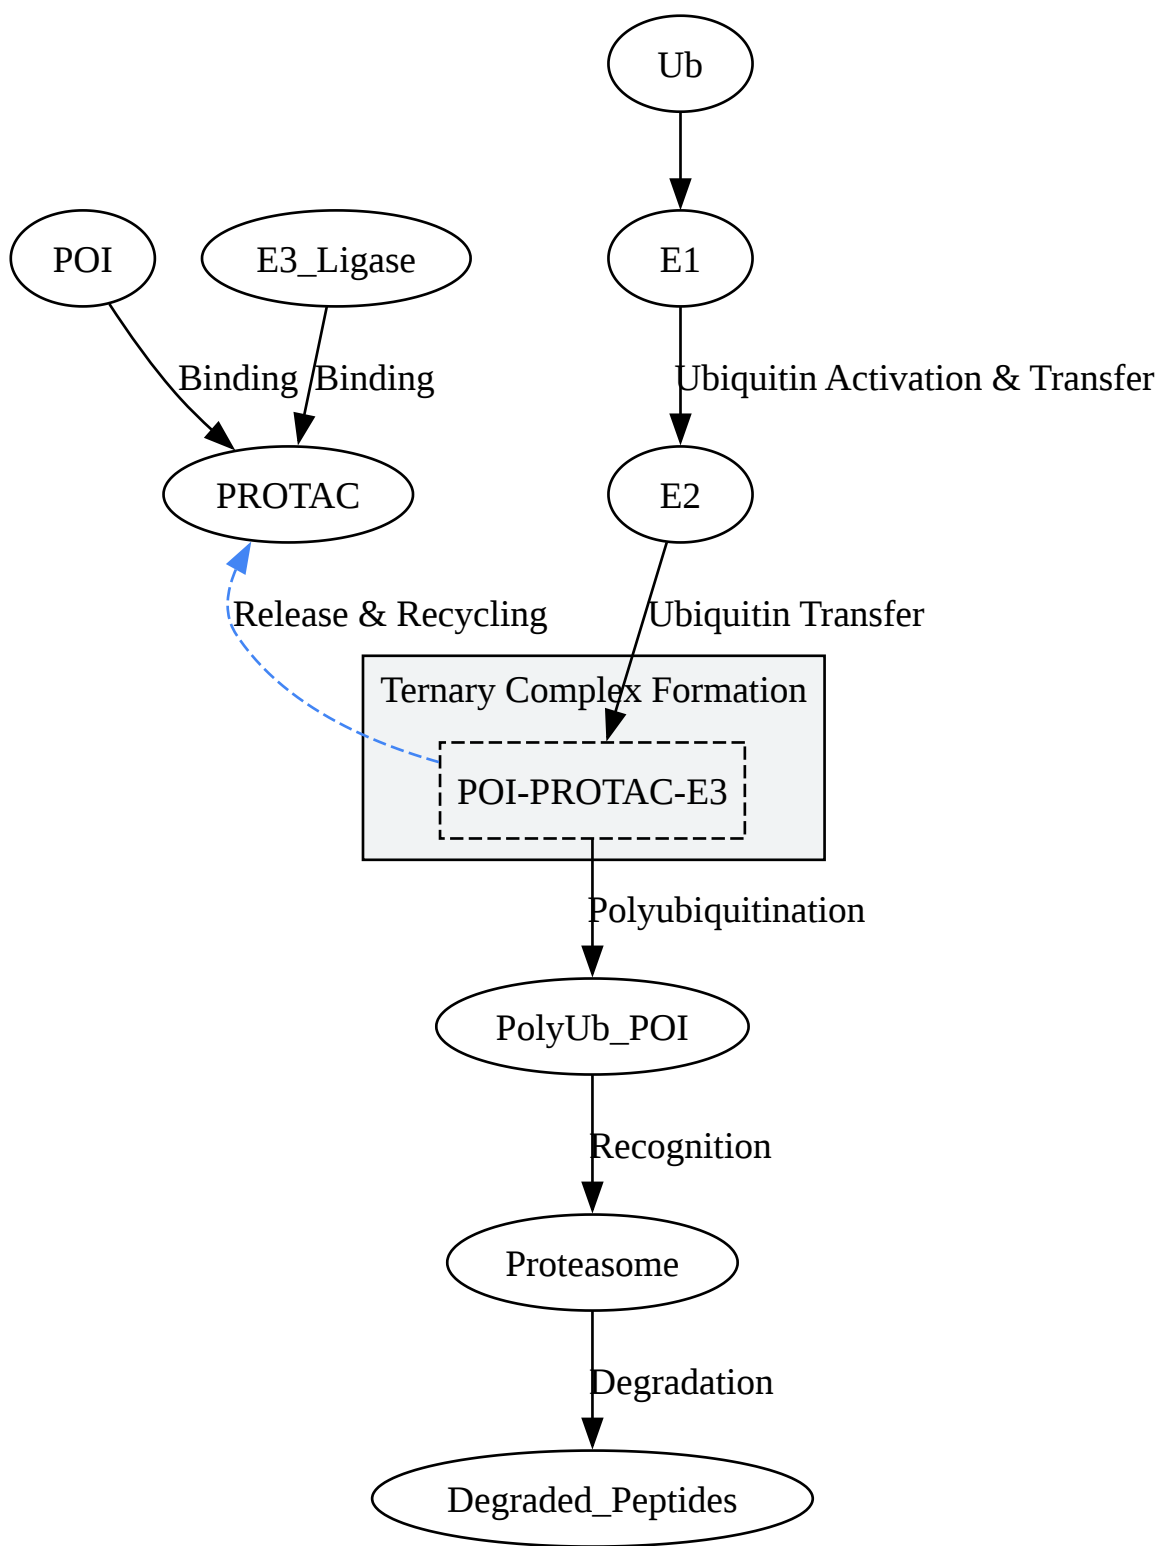 Ub
POI
E3_Ligase
E1
Binding
Binding
Ubiquitin Activation & Transfer
PROTAC
E2
Release & Recycling
Ubiquitin Transfer
Ternary Complex Formation
POI-PROTAC-E3
Polyubiquitination
PolyUb_POI
Recognition
Proteasome
Degradation
Degraded_Peptides